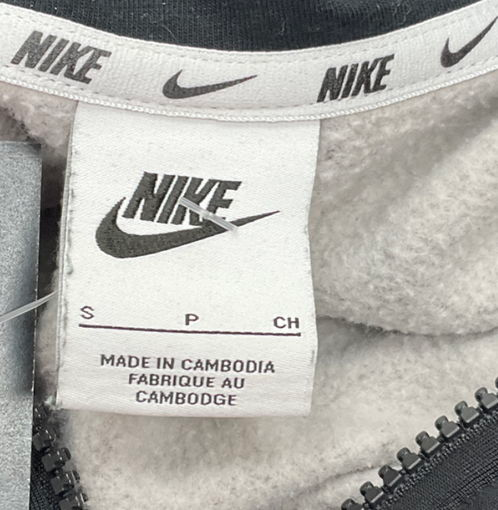 NIKE NIKE
NIKE
S P CH
MADE IN CAMBODIA
FABRIQUE AU
CAMBODGE